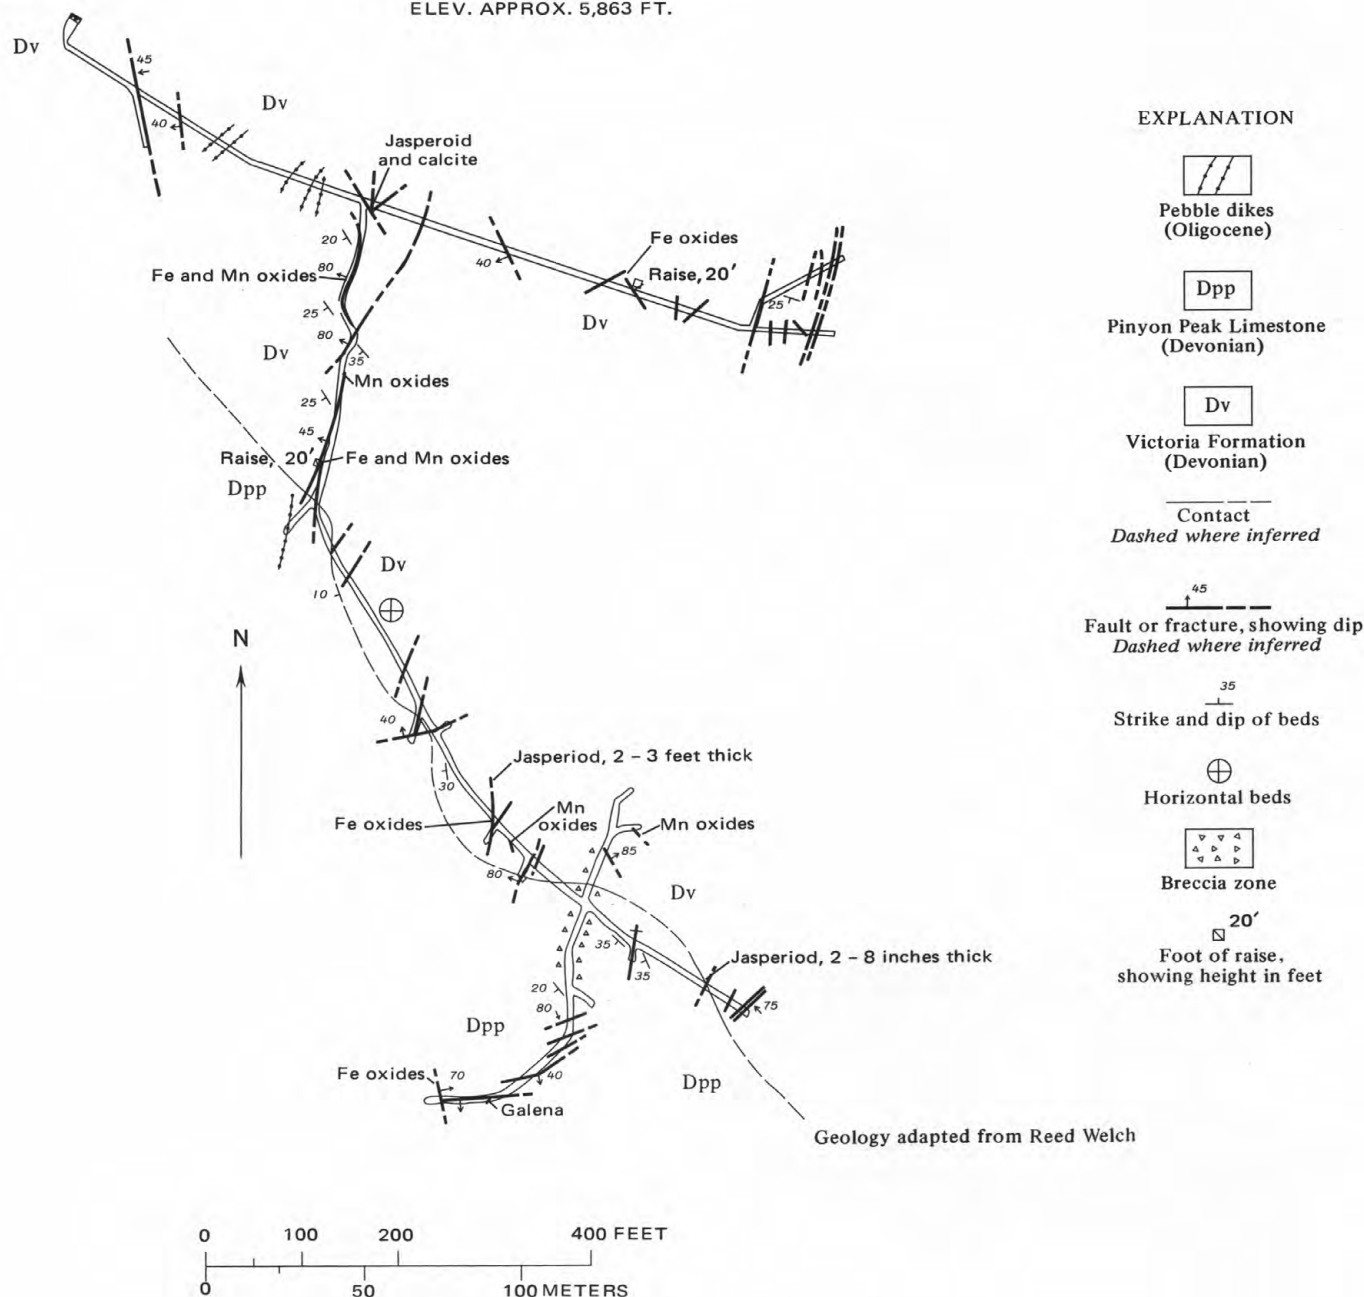 ELEV. APPROX. 5,863 FT.
Dv
45
40
Dv
Jasperoid
and calcite
20
80
Fe and Mn oxides
25
80
35
Dv
Mn oxides
25
45
Raise, 20′
Fe and Mn oxides
Dpp
40
Fe oxides
Raise, 20′
Dv
25
Dv
10
N
40
30
Jasperiod, 2 – 3 feet thick
Fe oxides
Mn
oxides
Mn oxides
85
80
Dv
35
35
Jasperiod, 2 – 8 inches thick
75
20
80
Dpp
Dpp
Fe oxides
70
40
Galena
Geology adapted from Reed Welch
EXPLANATION
Pebble dikes
(Oligocene)
Dpp
Pinyon Peak Limestone
(Devonian)
Dv
Victoria Formation
(Devonian)
Contact
Dashed where inferred
45
Fault or fracture, showing dip
Dashed where inferred
35
Strike and dip of beds
Horizontal beds
Breccia zone
20′
Foot of raise,
showing height in feet
0 100 200 400 FEET
0 50 100 METERS